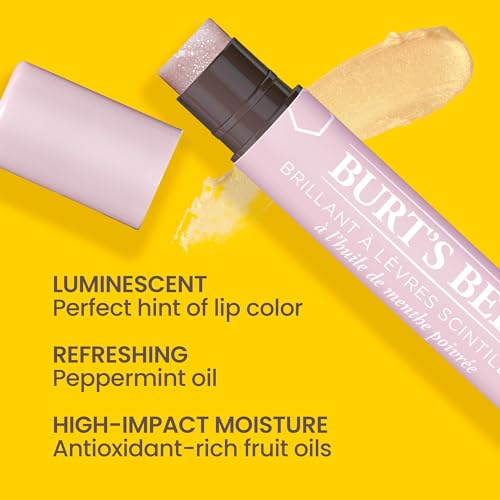 LUMINESCENT
Perfect hint of lip color
REFRESHING
Peppermint oil
HIGH-IMPACT MOISTURE
Antioxidant-rich fruit oils
BURT'S BE
BRILLANT À LÈVRES SCINTIL
à l'huile de menthe poivrée